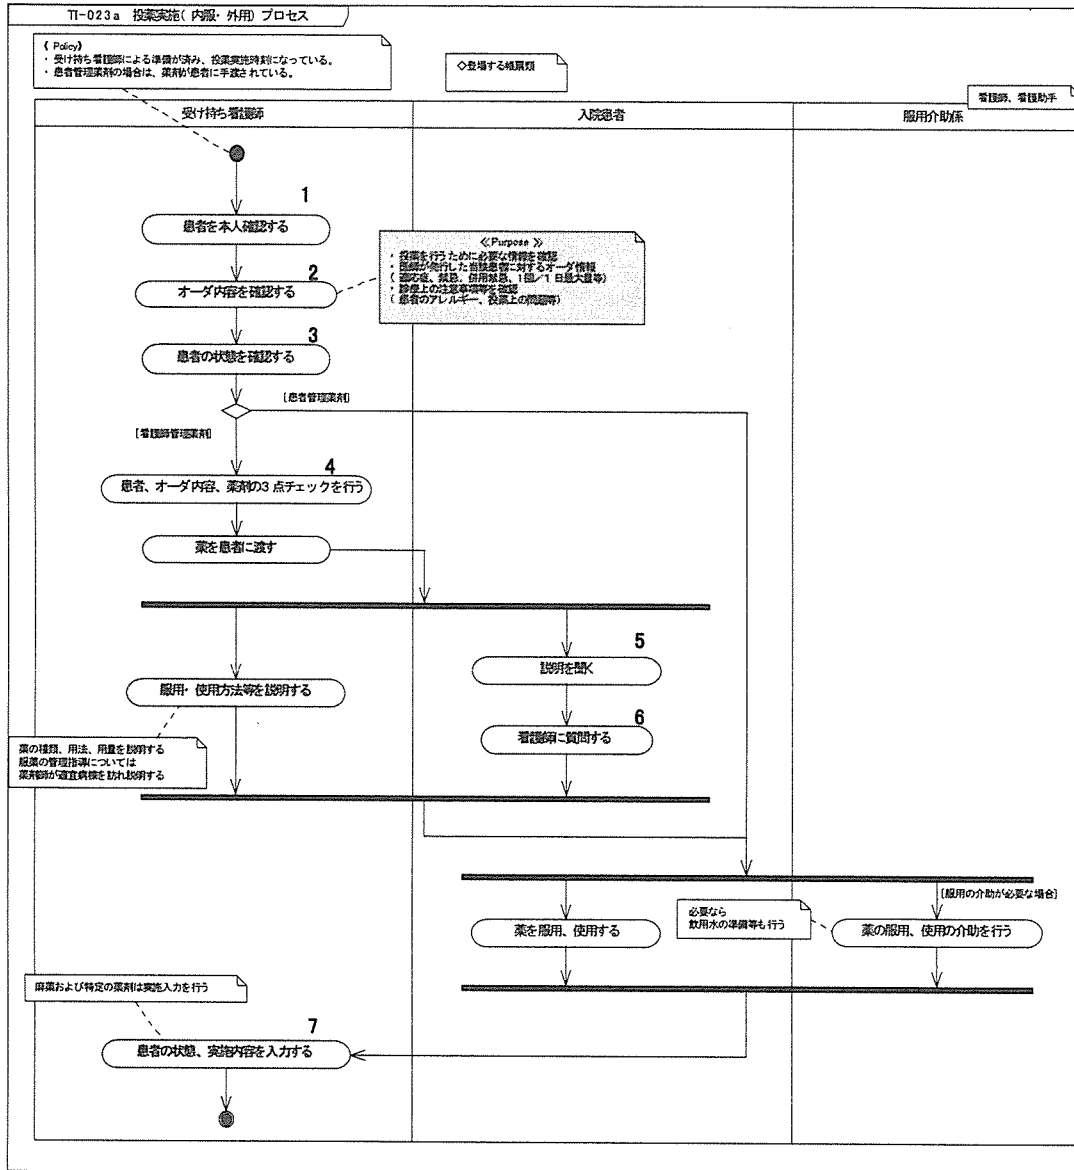 TI-023a 投薬実施(内服・外用)プロセス
《 Policy》
・ 受け持ち看護師による準備が済み、投薬実施時刻になっている。
・ 患者管理薬剤の場合は、薬剤が患者に手渡されている。
◇登場する帳票類
看護師、看護助手
受け持ち看護師
入院患者
服用介助係
1
患者を本人確認する
《Purpose 》
・ 投薬を行うために必要な情報を確認
・ 医師が発行した当該患者に対するオーダ情報
( 適応症、禁忌、併用禁忌、1回/1日最大量等)
・ 診療上の注意事項等を確認
( 患者のアレルギー、投薬上の問題等)
2
オーダ内容を確認する
3
患者の状態を確認する
[患者管理薬剤]
[看護師管理薬剤]
4
患者、オーダ内容、薬剤の3点チェックを行う
薬を患者に渡す
5
説明を聞く
服用・使用方法等を説明する
6
看護師に質問する
薬の種類、用法、用量を説明する
服薬の管理指導については
薬剤師が適宜病棟を訪れ説明する
[服用の介助が必要な場合]
必要なら
飲用水の準備等も行う
薬を服用、使用する
薬の服用、使用の介助を行う
麻薬および特定の薬剤は実施入力を行う
7
患者の状態、実施内容を入力する